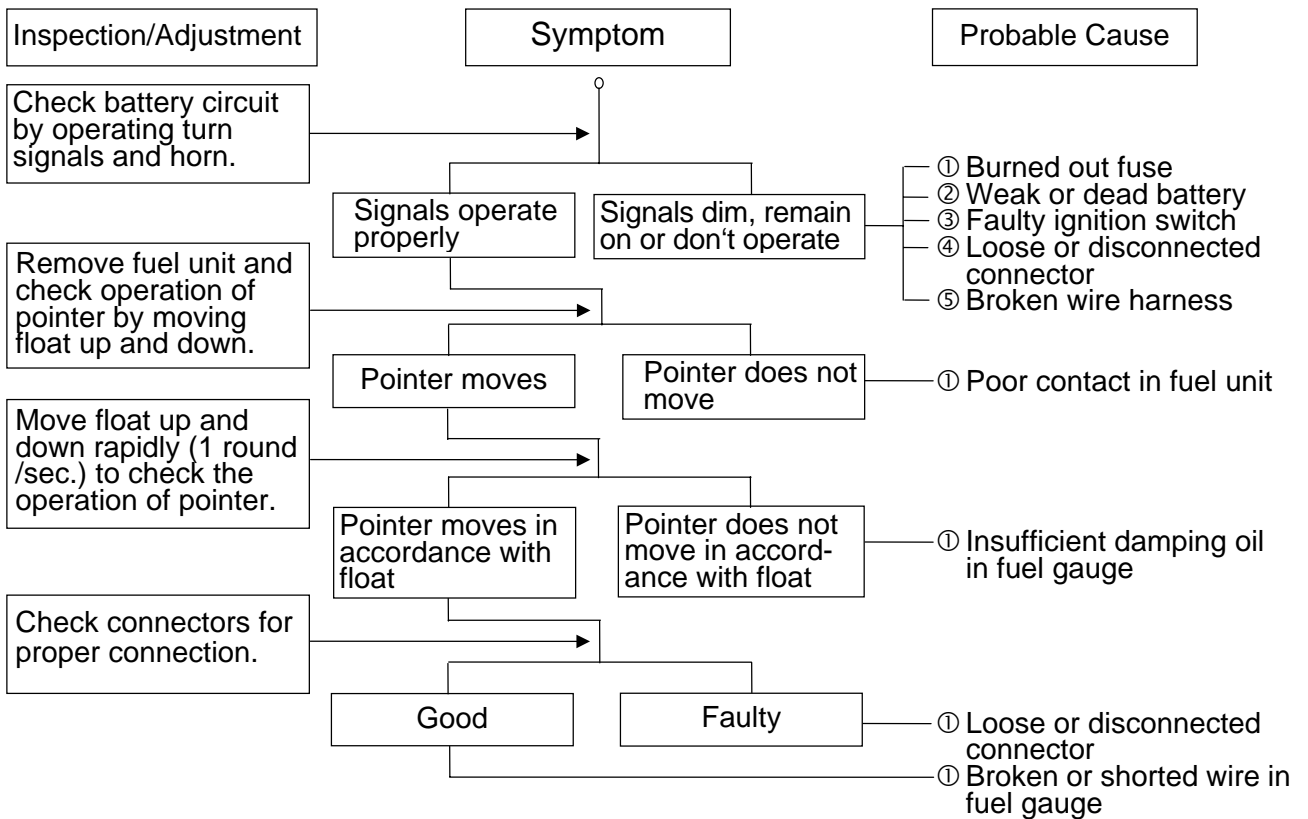 Inspection/Adjustment
Symptom
Probable Cause
Check battery circuit
by operating turn
signals and horn.
Signals operate
properly
Signals dim, remain
on or don‘t operate
① Burned out fuse
② Weak or dead battery
③ Faulty ignition switch
④ Loose or disconnected
connector
⑤ Broken wire harness
Remove fuel unit and
check operation of
pointer by moving
float up and down.
Pointer moves
Pointer does not
move
① Poor contact in fuel unit
Move float up and
down rapidly (1 round
/sec.) to check the
operation of pointer.
Pointer moves in
accordance with
float
Pointer does not
move in accord-
ance with float
① Insufficient damping oil
in fuel gauge
Check connectors for
proper connection.
Good
Faulty
① Loose or disconnected
connector
① Broken or shorted wire in
fuel gauge